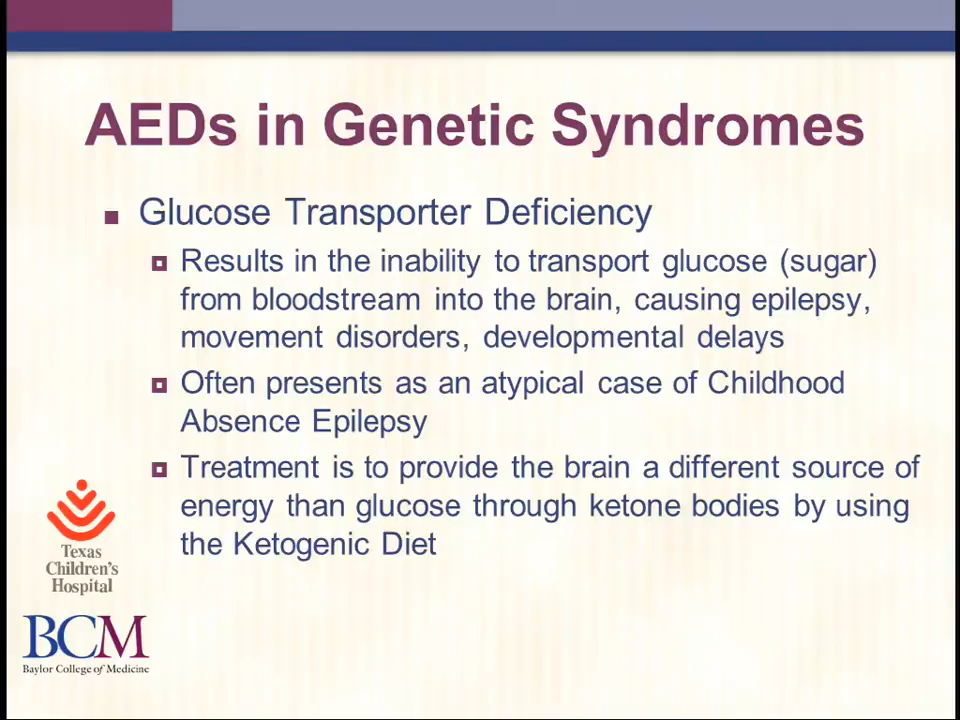 AEDs in Genetic Syndromes
Glucose Transporter Deficiency
Results in the inability to transport glucose (sugar)
from bloodstream into the brain, causing epilepsy,
movement disorders, developmental delays
Often presents as an atypical case of Childhood
Absence Epilepsy
Treatment is to provide the brain a different source of
energy than glucose through ketone bodies by using
the Ketogenic Diet
Texas
Children's
Hospital
BCM
Baylor College of Medicine